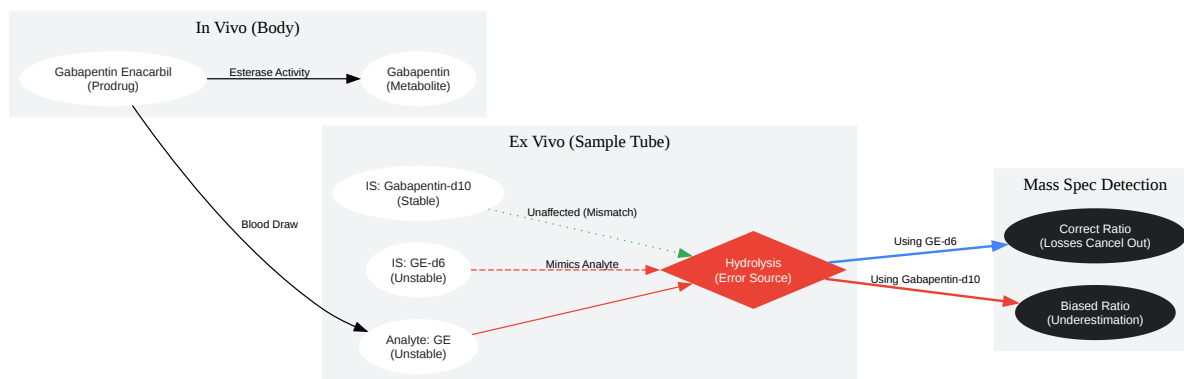 In Vivo (Body)
Gabapentin Enacarbil
(Prodrug)
Esterase Activity
Gabapentin
(Metabolite)
Blood Draw
Ex Vivo (Sample Tube)
IS: Gabapentin-d10
(Stable)
Unaffected (Mismatch)
IS: GE-d6
(Unstable)
Mimics Analyte
Analyte: GE
(Unstable)
Hydrolysis
(Error Source)
Using GE-d6
Using Gabapentin-d10
Mass Spec Detection
Correct Ratio
(Losses Cancel Out)
Biased Ratio
(Underestimation)